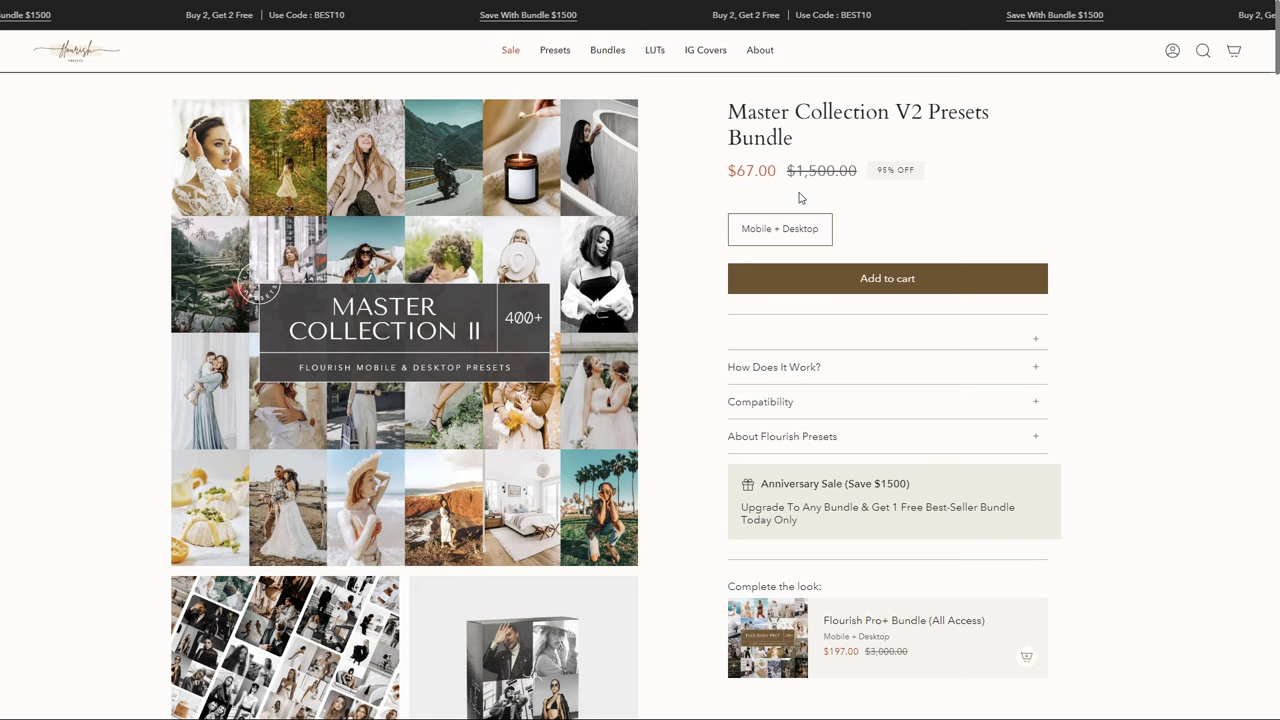 undle $1500
Buy 2, Get 2 Free | Use Code : BEST10
Save With Bundle $1500
Buy 2, Get 2 Free | Use Code : BEST10
Save With Bundle $1500
Buy 2, Ge
flourish
PRESETS
Sale
Presets
Bundles
LUTs
IG Covers
About
MASTER
COLLECTION II
400+
FLOURISH MOBILE & DESKTOP PRESETS
Master Collection V2 Presets
Bundle
$67.00 $1,500.00 95% OFF
Mobile + Desktop
Add to cart
+
How Does It Work? +
Compatibility +
About Flourish Presets +
Anniversary Sale (Save $1500)
Upgrade To Any Bundle & Get 1 Free Best-Seller Bundle
Today Only
Complete the look:
Flourish Pro+ Bundle (All Access)
Mobile + Desktop
$197.00 $3,000.00